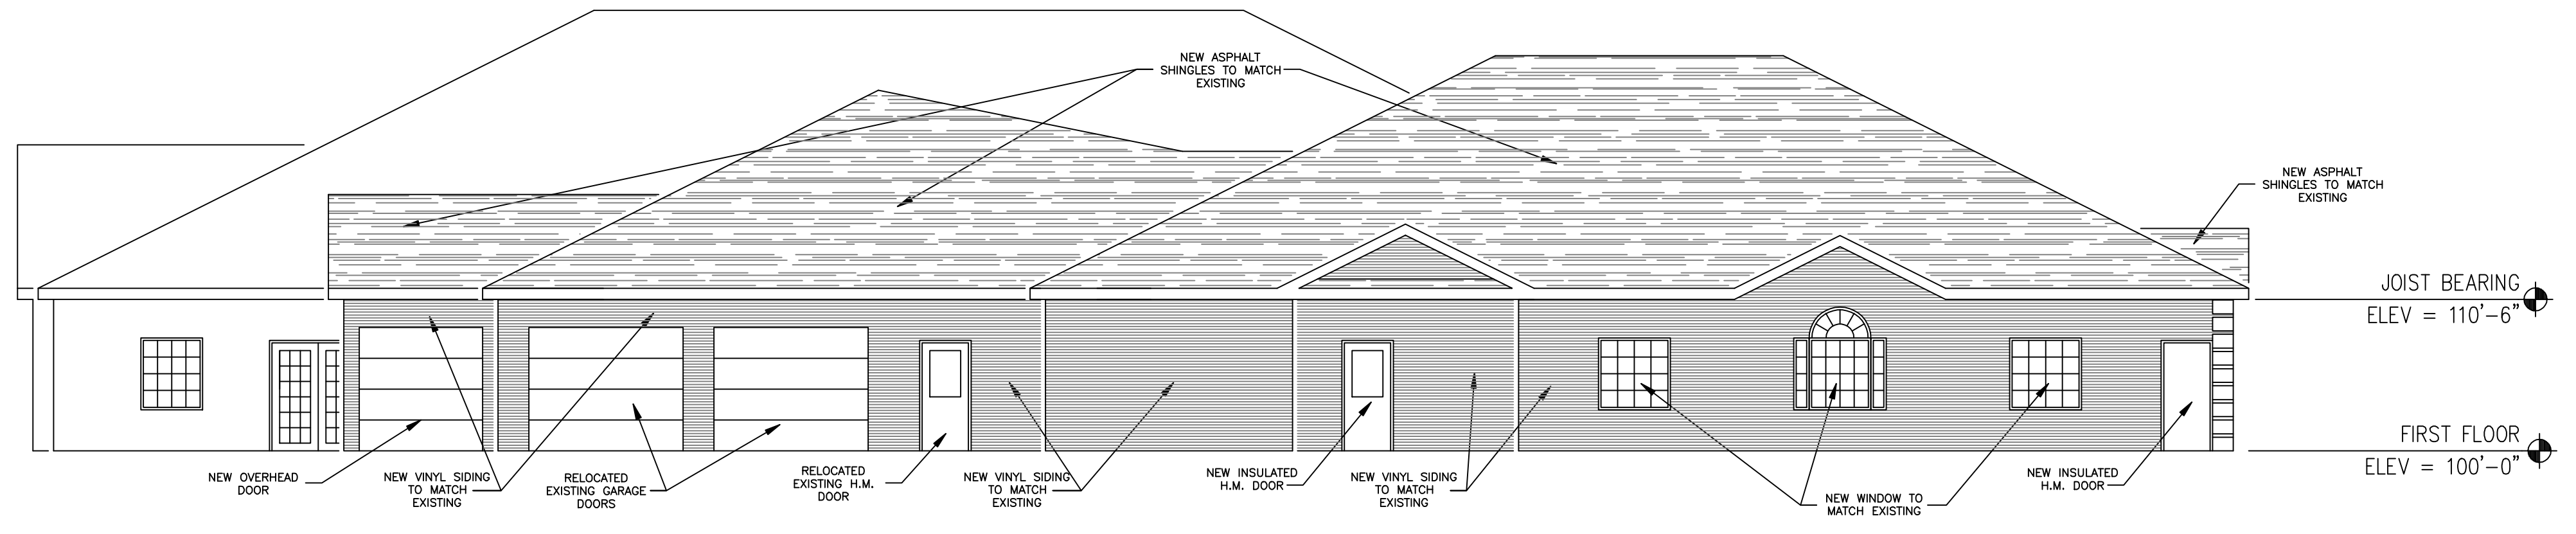 NEW ASPHALT
SHINGLES TO MATCH
EXISTING
NEW ASPHALT
SHINGLES TO MATCH
EXISTING
JOIST BEARING
ELEV = 110'-6"
FIRST FLOOR
ELEV = 100'-0"
NEW OVERHEAD
DOOR
NEW VINYL SIDING
TO MATCH
EXISTING
RELOCATED
EXISTING GARAGE
DOORS
RELOCATED
EXISTING H.M.
DOOR
NEW VINYL SIDING
TO MATCH
EXISTING
NEW INSULATED
H.M. DOOR
NEW VINYL SIDING
TO MATCH
EXISTING
NEW WINDOW TO
MATCH EXISTING
NEW INSULATED
H.M. DOOR